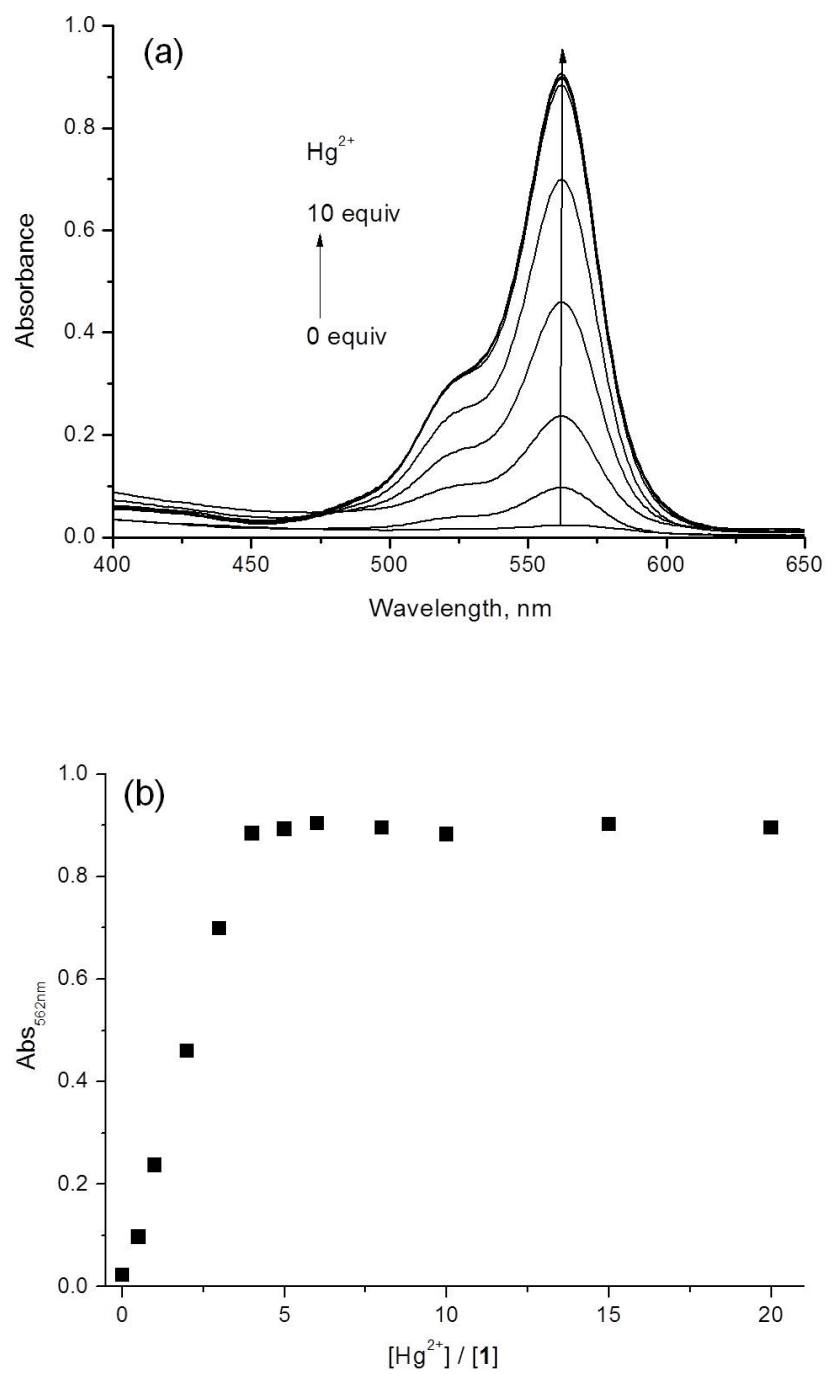 (a)
1.0
0.8
0.6
0.4
0.2
0.0
Absorbance
Hg²⁺
10 equiv
0 equiv
400 450 500 550 600 650
Wavelength, nm
(b)
1.0
0.8
0.6
0.4
0.2
0.0
Abs₅₆₂ₙₘ
0 5 10 15 20
[Hg²⁺] / [1]